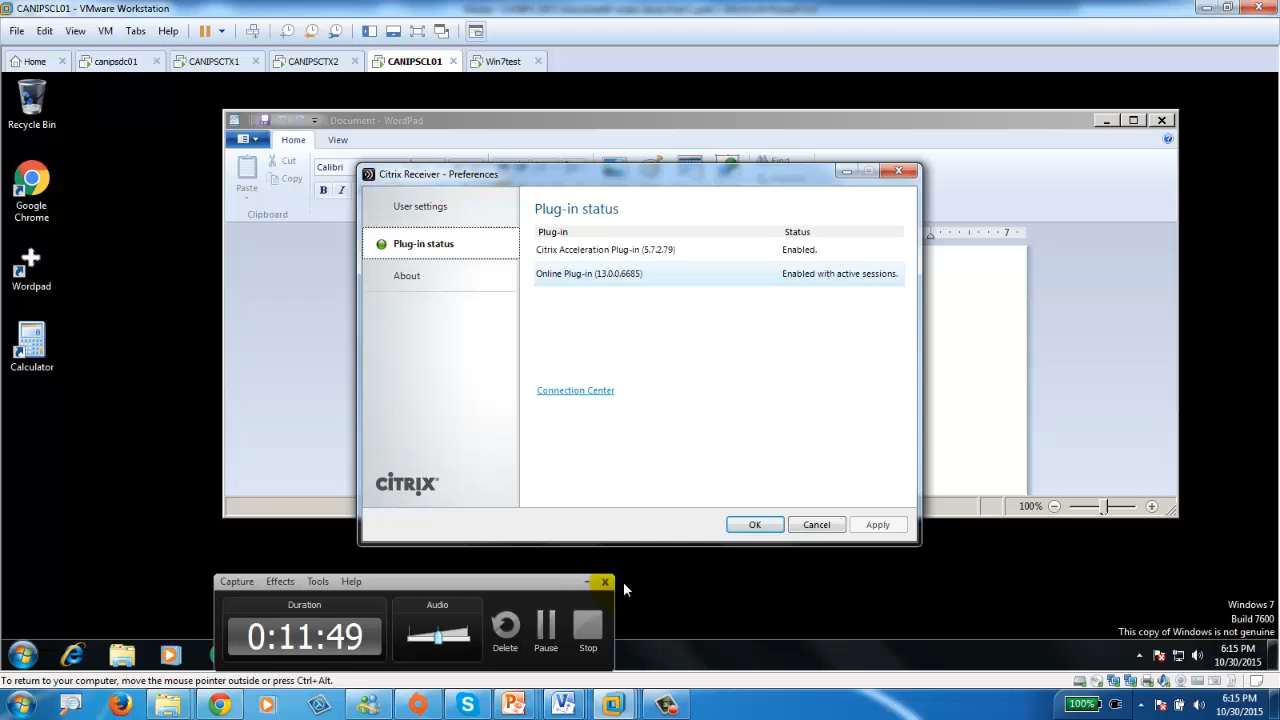 CANIPSCL01 - VMware Workstation
File Edit View VM Tabs Help
Home canipsdc01 CANIPSCTX1 CANIPSCTX2 CANIPSCL01 Win7test
Recycle Bin
Google
Chrome
Wordpad
Calculator
Document - WordPad
Home View
Paste
Cut
Copy
Clipboard
Calibri
B I
Find
7
100%
Citrix Receiver - Preferences
User settings
Plug-in status
About
CITRIX
Plug-in status
Plug-in Status
Citrix Acceleration Plug-in (5.7.2.79) Enabled.
Online Plug-in (13.0.0.6685) Enabled with active sessions.
Connection Center
OK Cancel Apply
Capture Effects Tools Help
Duration
0:11:49
Audio
Delete Pause Stop
Windows 7
Build 7600
This copy of Windows is not genuine
6:15 PM
10/30/2015
To return to your computer, move the mouse pointer outside or press Ctrl+Alt.
100%
6:15 PM
10/30/2015